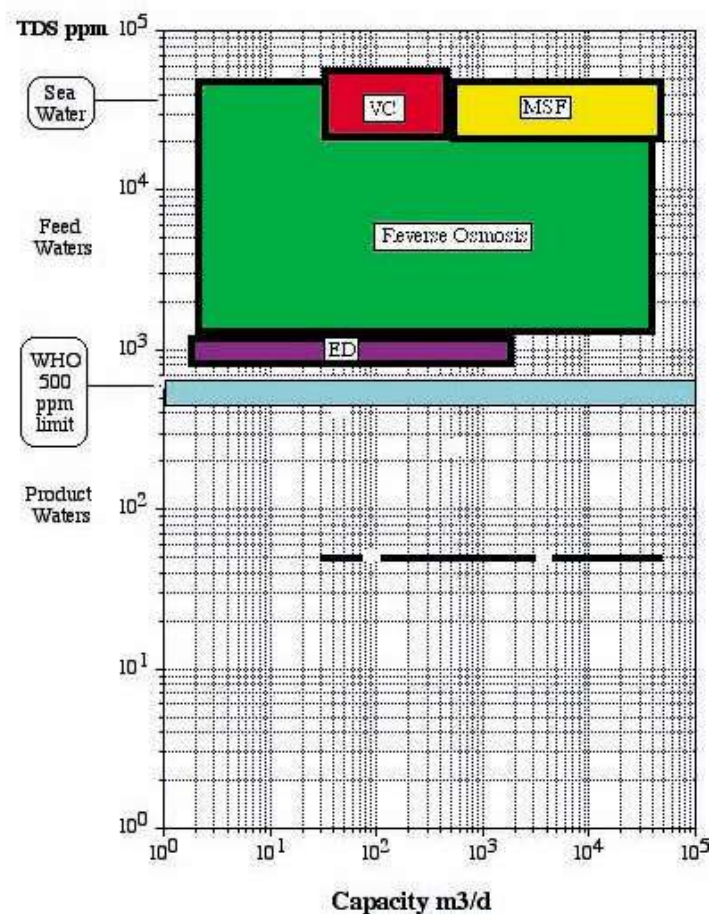 TDS ppm
10^5
Sea
Water
VC
MSF
10^4
Feed
Waters
Reverse Osmosis
10^3
ED
WHO
500
ppm
limit
Product
Waters
10^2
10^1
10^0
10^0 10^1 10^2 10^3 10^4 10^5
Capacity m3/d